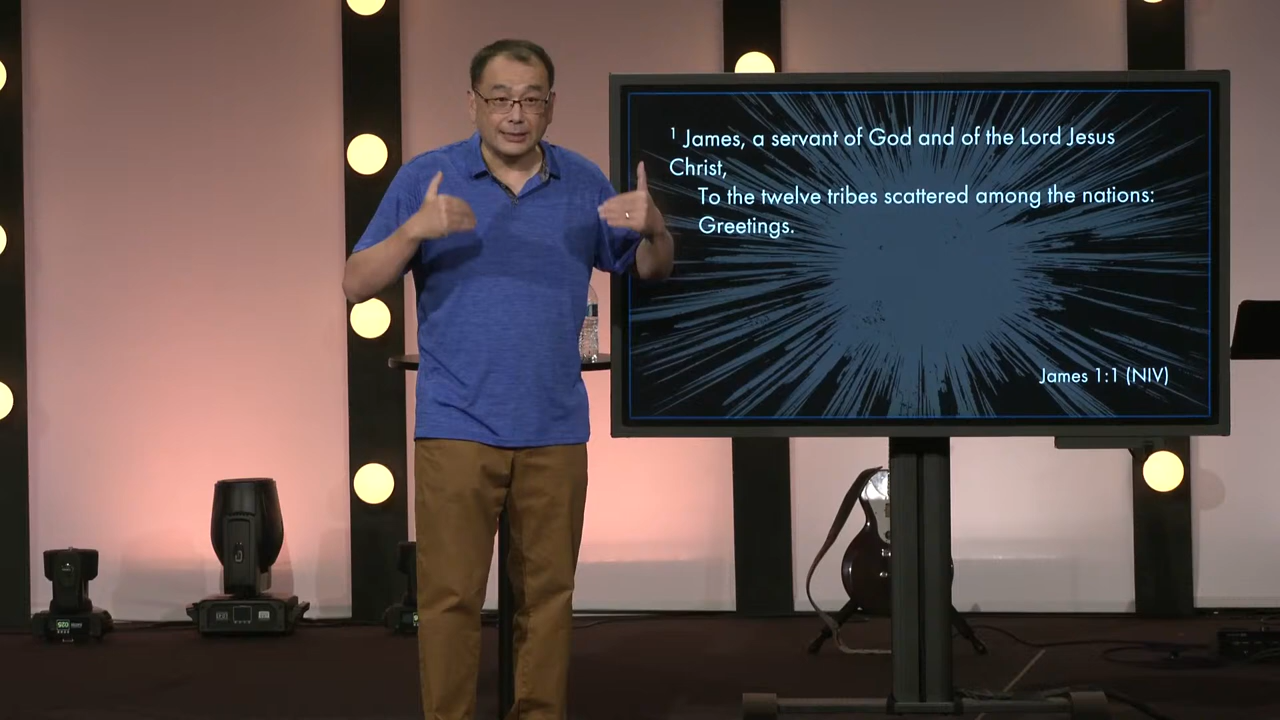 1 James, a servant of God and of the Lord Jesus
Christ,
To the twelve tribes scattered among the nations:
Greetings.
James 1:1 (NIV)